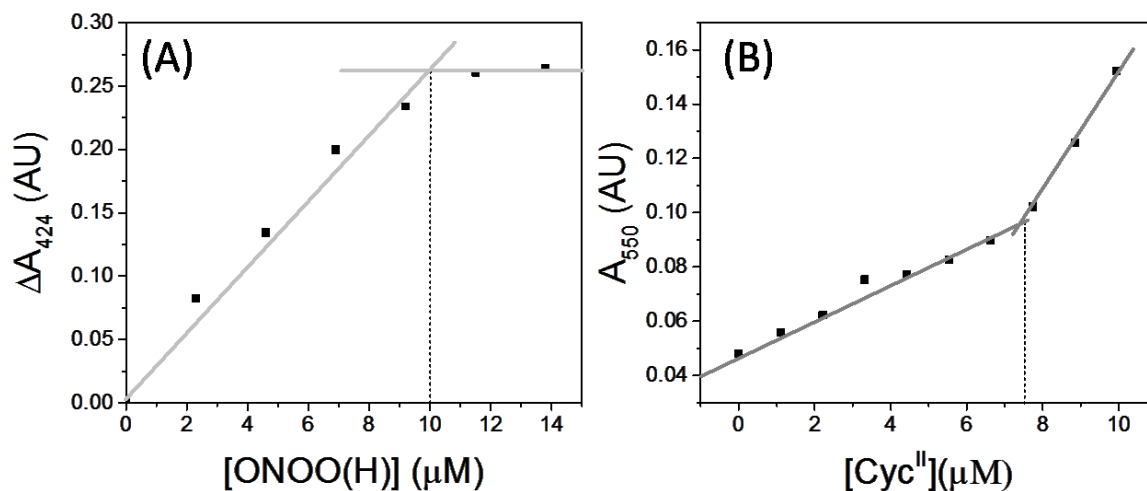 (A)
ΔA424 (AU)
0.30
0.25
0.20
0.15
0.10
0.05
0.00
0 2 4 6 8 10 12 14
[ONOO(H)] (μM)
(B)
A550 (AU)
0.16
0.14
0.12
0.10
0.08
0.06
0.04
0 2 4 6 8 10
[CycII](μM)